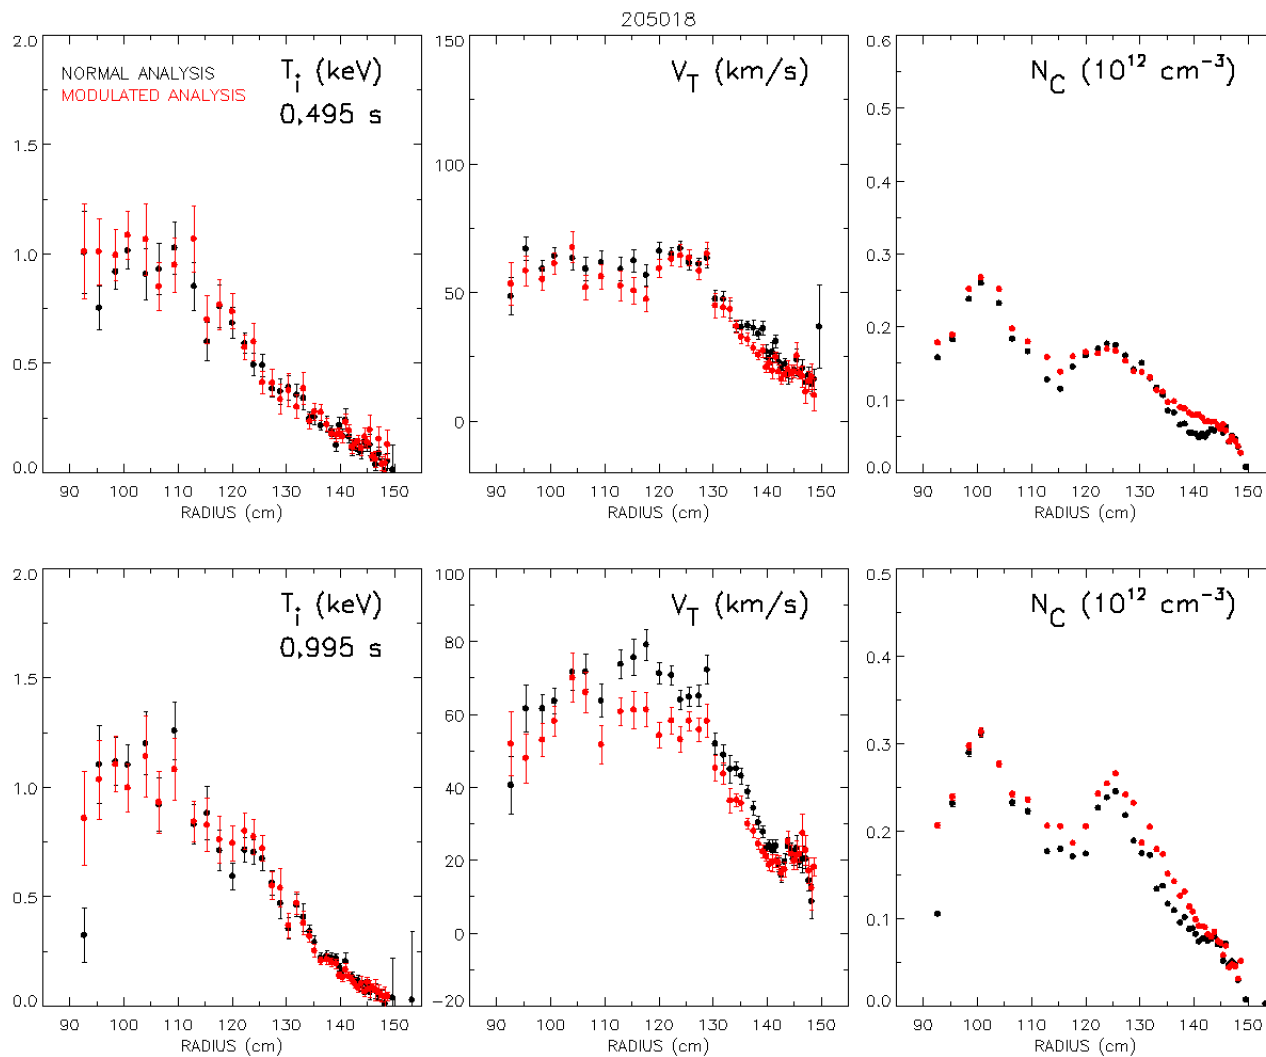 205018
NORMAL ANALYSIS
MODULATED ANALYSIS
T_i (keV)
0.495 s
2.0
1.5
1.0
0.5
0.0
90 100 110 120 130 140 150
RADIUS (cm)
V_T (km/s)
150
100
50
0
90 100 110 120 130 140 150
RADIUS (cm)
N_C (10^12 cm^-3)
0.6
0.5
0.4
0.3
0.2
0.1
0.0
90 100 110 120 130 140 150
RADIUS (cm)
T_i (keV)
0.995 s
2.0
1.5
1.0
0.5
0.0
90 100 110 120 130 140 150
RADIUS (cm)
V_T (km/s)
100
80
60
40
20
0
−20
90 100 110 120 130 140 150
RADIUS (cm)
N_C (10^12 cm^-3)
0.5
0.4
0.3
0.2
0.1
0.0
90 100 110 120 130 140 150
RADIUS (cm)